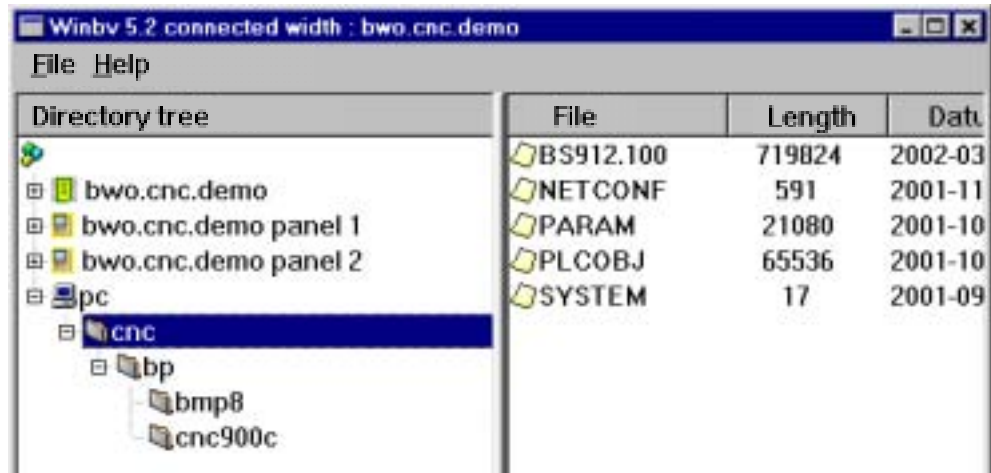 Winbv 5.2 connected width : bwo.cnc.demo
File Help
Directory tree
bwo.cnc.demo
bwo.cnc.demo panel 1
bwo.cnc.demo panel 2
pc
cnc
bp
bmp8
cnc900c
File Length Datu
BS912.100 719824 2002-03
NETCONF 591 2001-11
PARAM 21080 2001-10
PLCOBJ 65536 2001-10
SYSTEM 17 2001-09